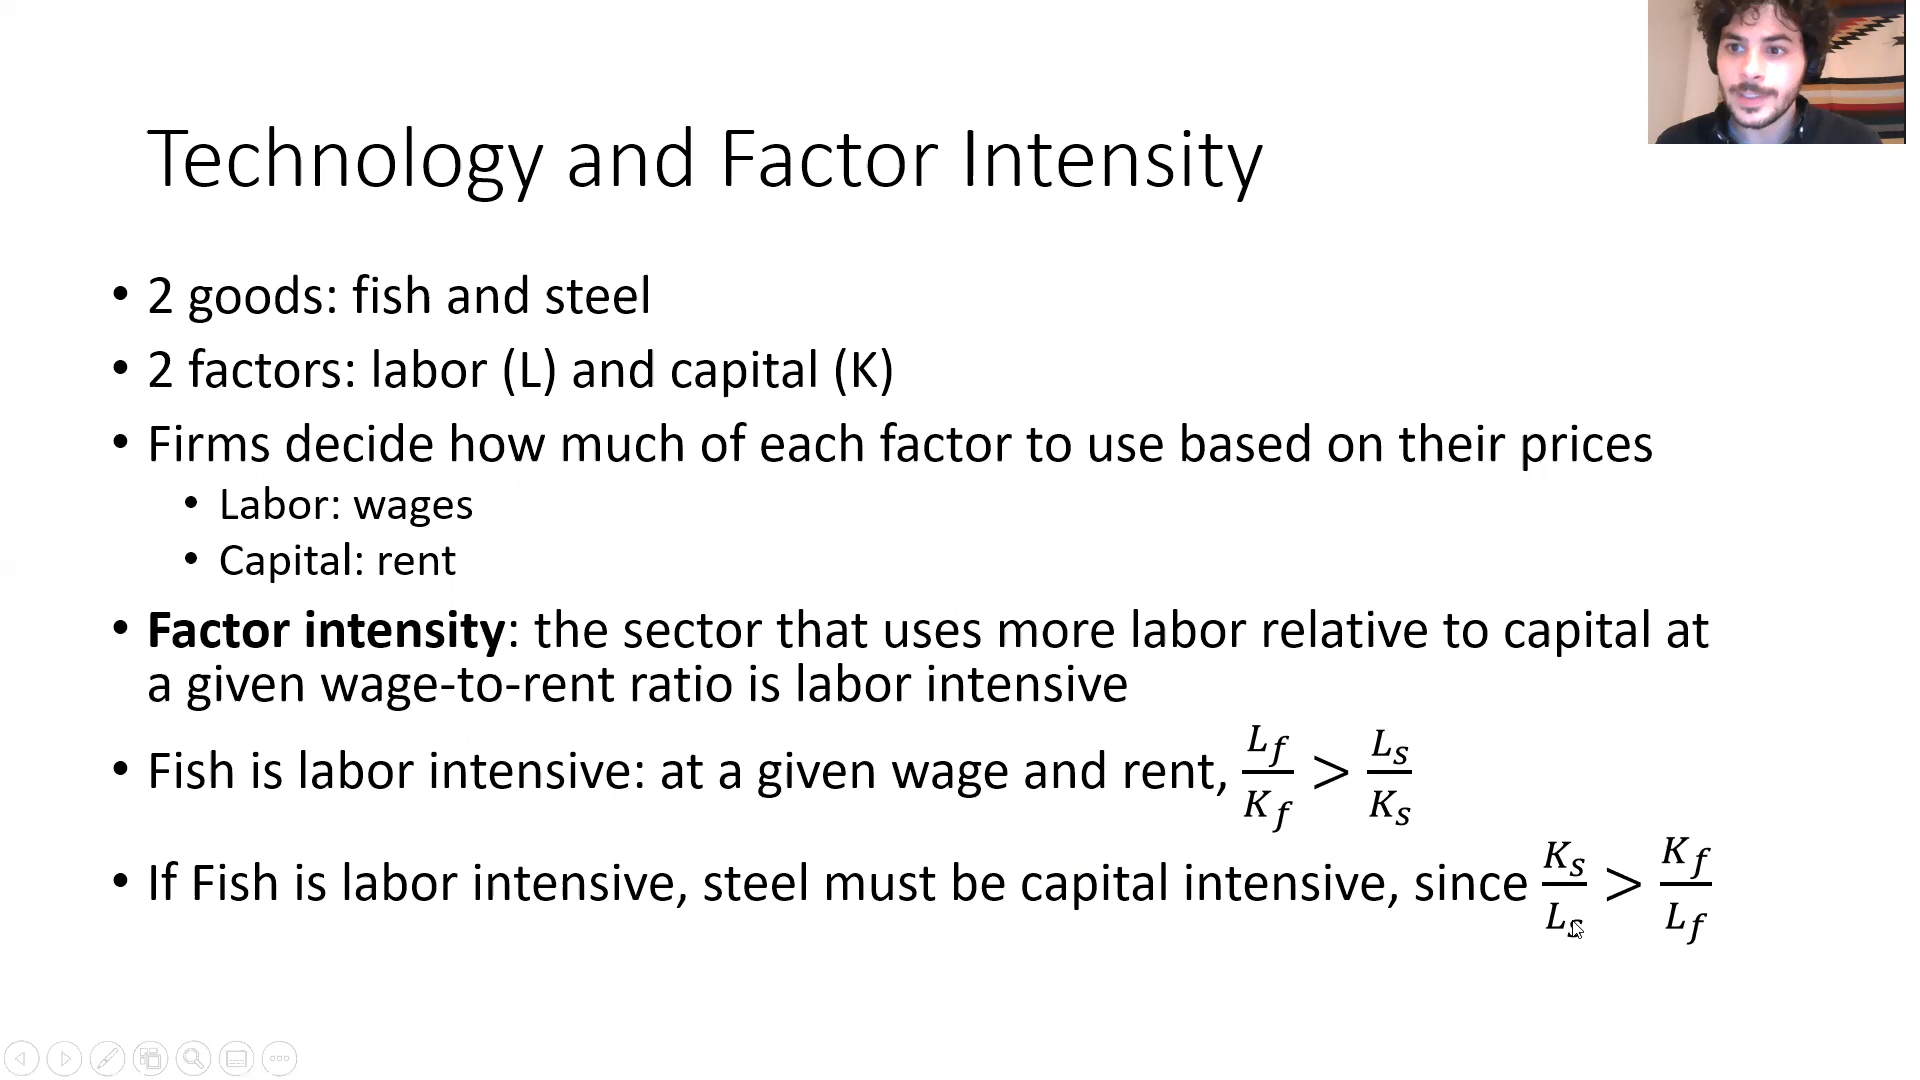 Technology and Factor Intensity
• 2 goods: fish and steel
• 2 factors: labor (L) and capital (K)
• Firms decide how much of each factor to use based on their prices
• Labor: wages
• Capital: rent
• Factor intensity: the sector that uses more labor relative to capital at
a given wage-to-rent ratio is labor intensive
• Fish is labor intensive: at a given wage and rent, $\frac{L_f}{K_f} > \frac{L_s}{K_s}$
• If Fish is labor intensive, steel must be capital intensive, since $\frac{K_s}{L_s} > \frac{K_f}{L_f}$